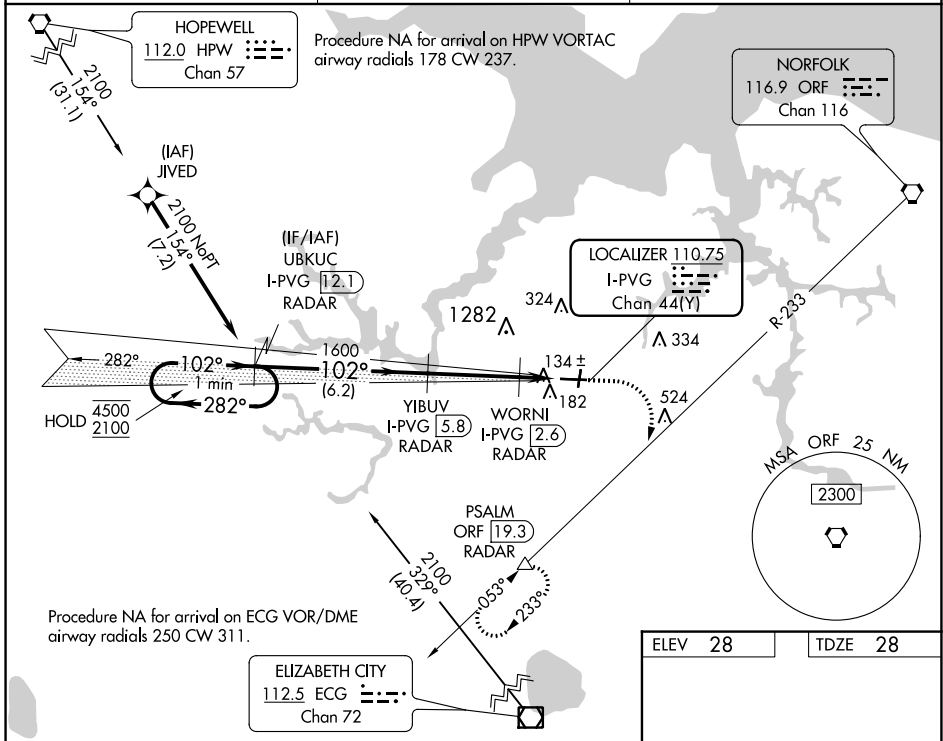 HOPEWELL
112.0 HPW
Chan 57
Procedure NA for arrival on HPW VORTAC
airway radials 178 CW 237.
NORFOLK
116.9 ORF
Chan 116
2100
154°
(31.1)
(IAF)
JIVED
2100 NoPT
154°
(7.2)
(IF/IAF)
UBKUC
I-PVG 12.1
RADAR
LOCALIZER 110.75
I-PVG
Chan 44(Y)
R-233
1282
324
334
282°
102°
1600
102°
(6.2)
1 min
282°
134 ±
182
524
HOLD 4500
2100
YIBUV
I-PVG 5.8
RADAR
WORNI
I-PVG 2.6
RADAR
MSA ORF 25 NM
2300
PSALM
ORF 19.3
RADAR
2100
329°
(40.4)
053°
233°
Procedure NA for arrival on ECG VOR/DME
airway radials 250 CW 311.
ELIZABETH CITY
112.5 ECG
Chan 72
ELEV 28
TDZE 28